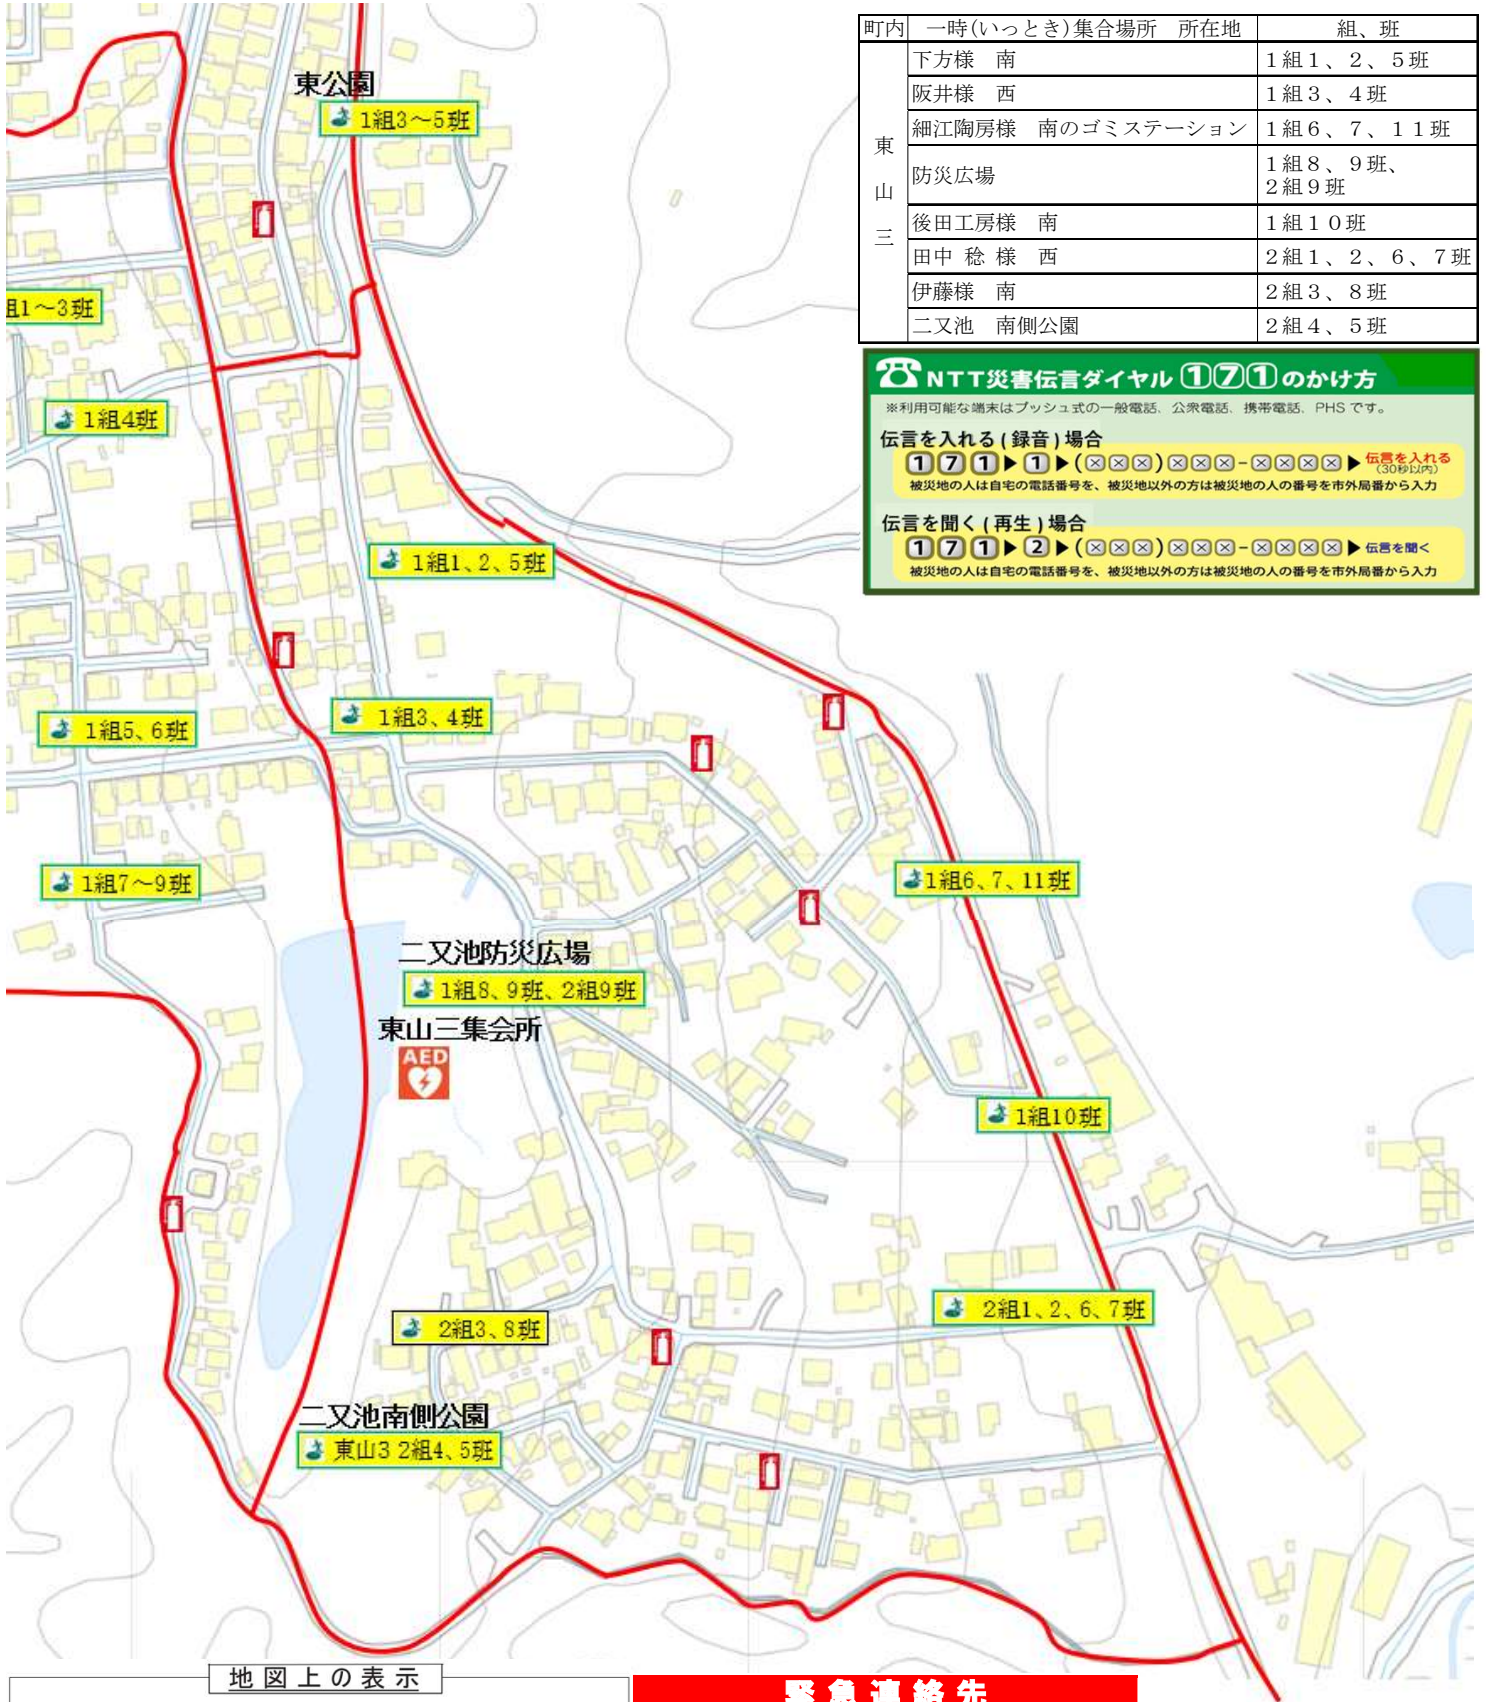 町内 一時(いっとき)集合場所 所在地 組、班
東山三
下方様 南 1組1、2、5班
阪井様 西 1組3、4班
細江陶房様 南のゴミステーション 1組6、7、11班
防災広場 1組8、9班、
2組9班
後田工房様 南 1組10班
田中 稔 様 西 2組1、2、6、7班
伊藤様 南 2組3、8班
二又池 南側公園 2組4、5班
NTT災害伝言ダイヤル 171 のかけ方
※利用可能な端末はプッシュ式の一般電話、公衆電話、携帯電話、PHS です。
伝言を入れる(録音)場合
171▶1▶(×××)×××-××××▶伝言を入れる
(30秒以内)
被災地の人は自宅の電話番号を、被災地以外の方は被災地の人の番号を市外局番から入力
伝言を聞く(再生)場合
171▶2▶(×××)×××-××××▶伝言を聞く
被災地の人は自宅の電話番号を、被災地以外の方は被災地の人の番号を市外局番から入力
東公園
1組3～5班
組1～3班
1組4班
1組1、2、5班
1組5、6班
1組3、4班
1組7～9班
1組6、7、11班
二又池防災広場
1組8、9班、2組9班
東山三集会所
AED
1組10班
2組1、2、6、7班
2組3、8班
二又池南側公園
東山3 2組4、5班
地図上の表示
緊急連絡先